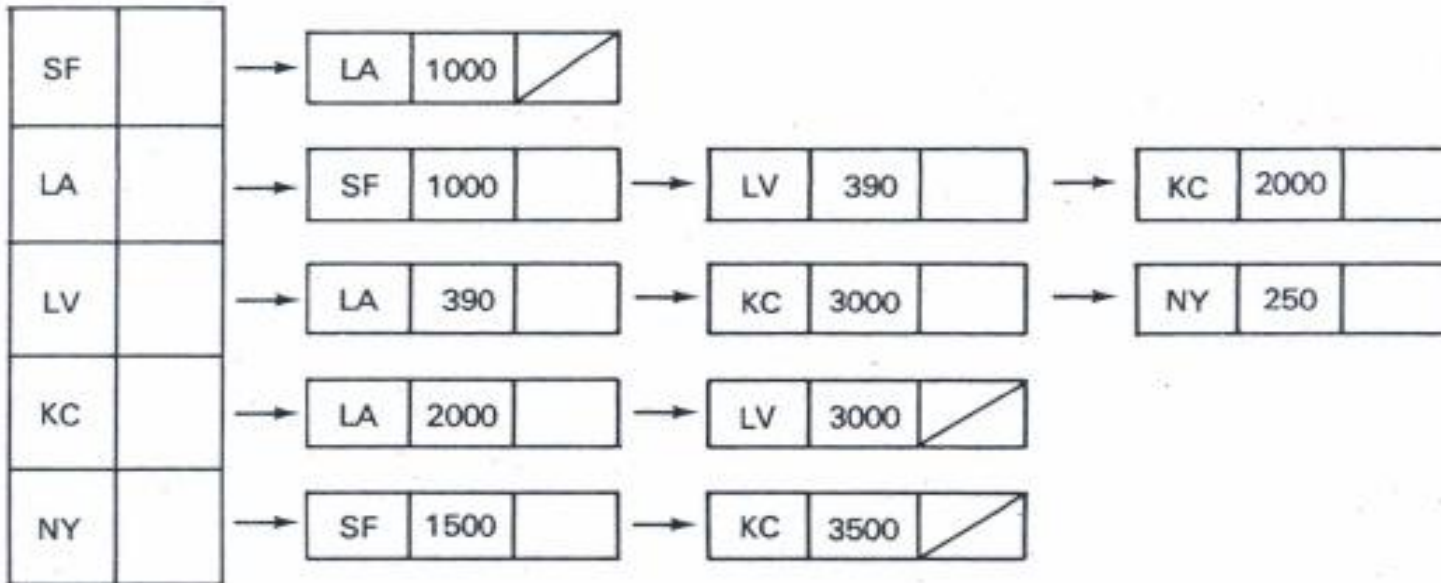 SF LA 1000
LA SF 1000 LV 390 KC 2000
LV LA 390 KC 3000 NY 250
KC LA 2000 LV 3000
NY SF 1500 KC 3500